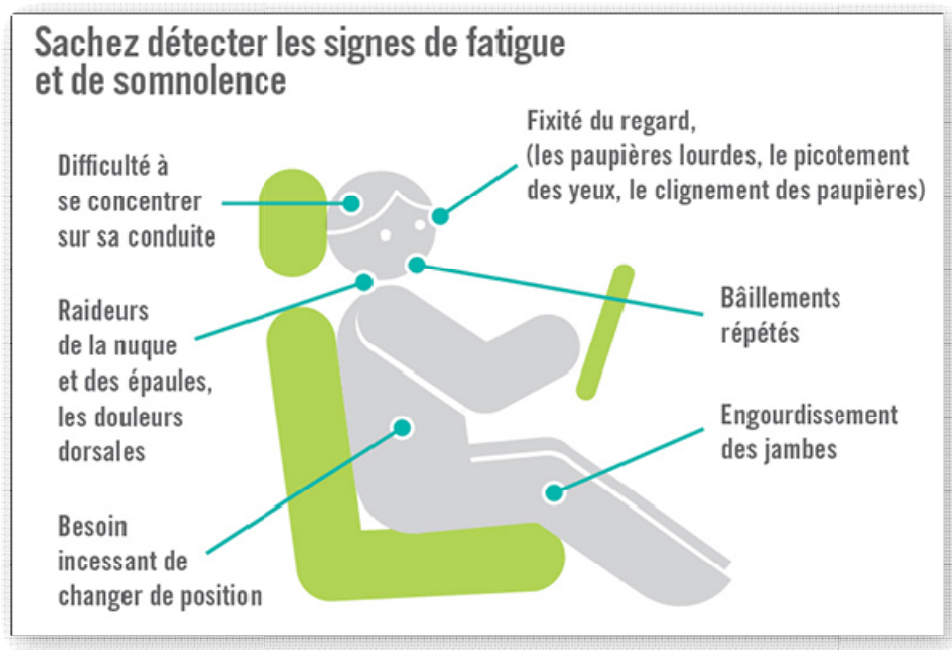 Sachez détecter les signes de fatigue
et de somnolence
Difficulté à
se concentrer
sur sa conduite
Fixité du regard,
(les paupières lourdes, le picotement
des yeux, le clignement des paupières)
Raideurs
de la nuque
et des épaules,
les douleurs
dorsales
Bâillements
répétés
Engourdissement
des jambes
Besoin
incessant de
changer de position